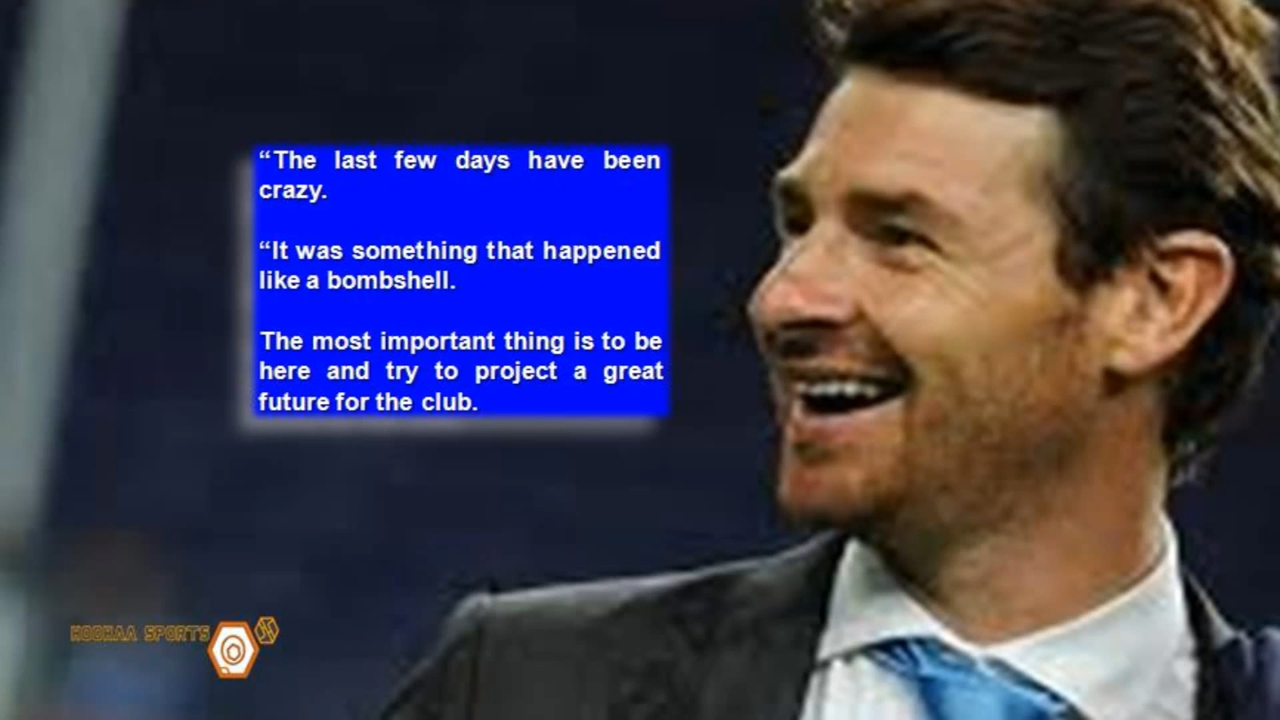 “The last few days have been
crazy.
“It was something that happened
like a bombshell.
The most important thing is to be
here and try to project a great
future for the club.
HOOHAA SPORTS